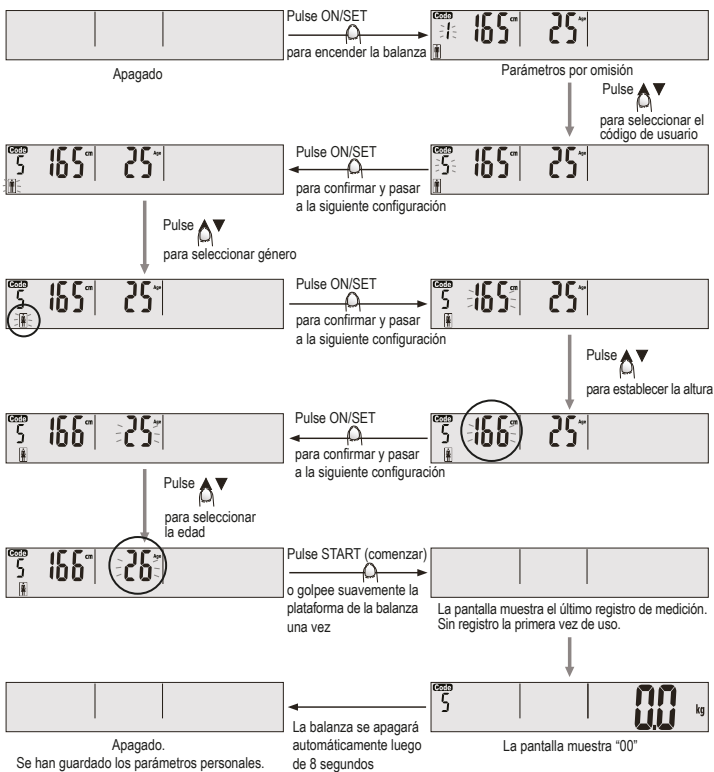 Pulse ON/SET
para encender la balanza
Apagado
Code 1 165 cm 25 Age
Parámetros por omisión
Pulse ▲▼
para seleccionar el
código de usuario
Code 5 165 cm 25 Age
Pulse ON/SET
para confirmar y pasar
a la siguiente configuración
Code 5 165 cm 25 Age
Pulse ▲▼
para seleccionar género
Code 5 165 cm 25 Age
Pulse ON/SET
para confirmar y pasar
a la siguiente configuración
Code 5 165 cm 25 Age
Pulse ▲▼
para establecer la altura
Code 5 166 cm 25 Age
Pulse ON/SET
para confirmar y pasar
a la siguiente configuración
Code 5 166 cm 25 Age
Pulse ▲▼
para seleccionar
la edad
Code 5 166 cm 26 Age
Pulse START (comenzar)
o golpee suavemente la
plataforma de la balanza
una vez
La pantalla muestra el último registro de medición.
Sin registro la primera vez de uso.
Code 5 0.0 kg
La pantalla muestra “00”
La balanza se apagará
automáticamente luego
de 8 segundos
Apagado.
Se han guardado los parámetros personales.